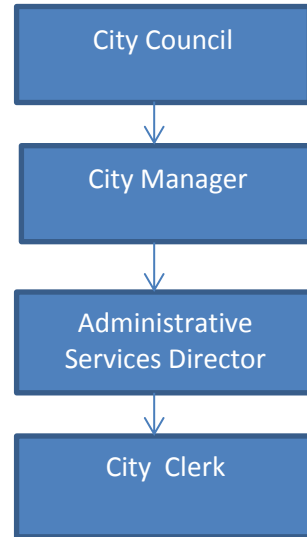 City Council
City Manager
Administrative
Services Director
City Clerk